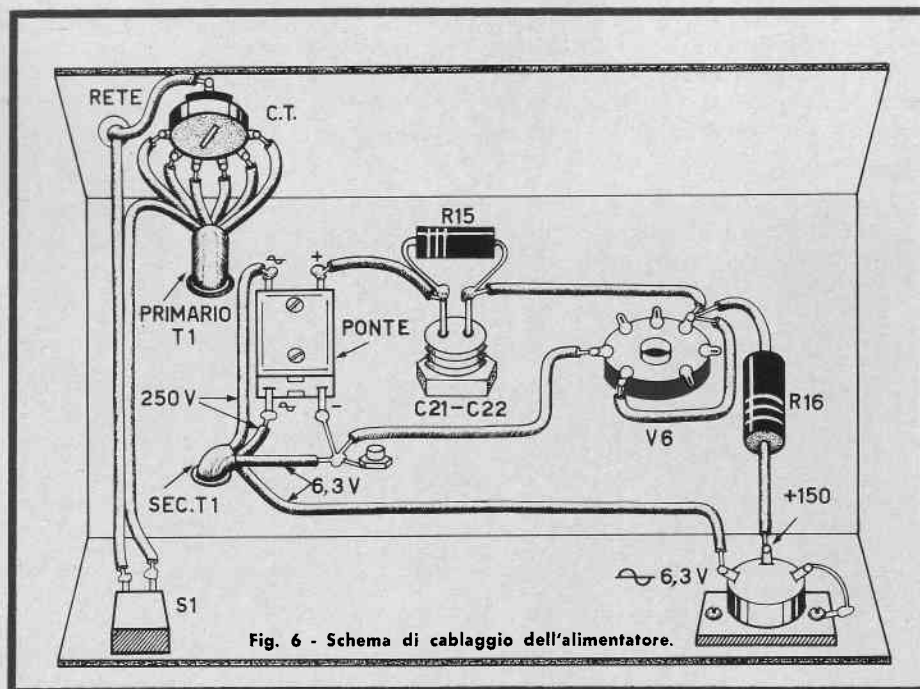 RETE
C.T.
R15
PRIMARIO
T1
∿
+
PONTE
250 V
∿
-
C21-C22
V6
R16
SEC.T1
6,3 V
+150
∿ 6,3 V
S1
Fig. 6 - Schema di cablaggio dell'alimentatore.